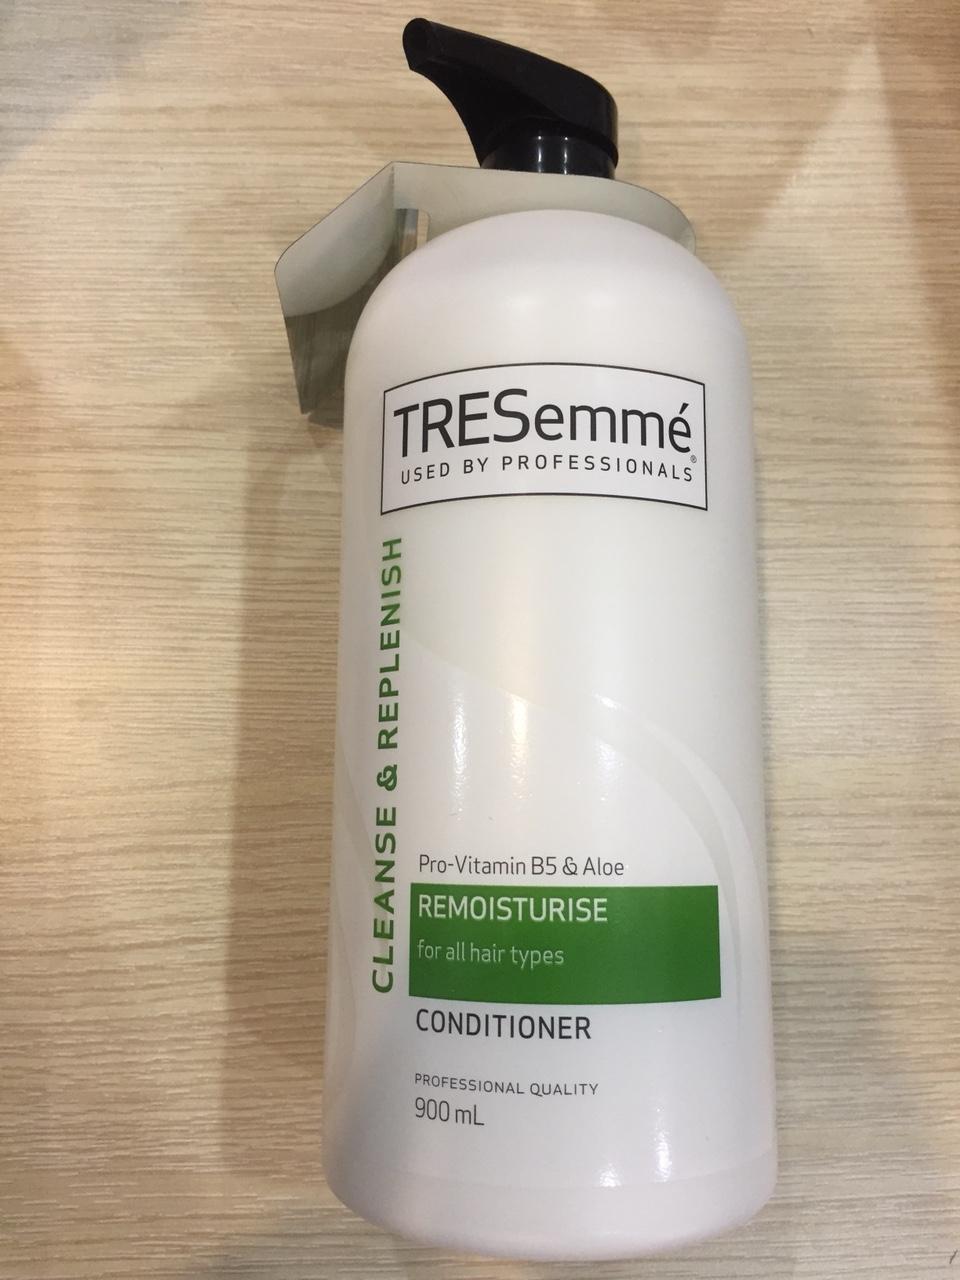 TRESemmé®
USED BY PROFESSIONALS
CLEANSE & REPLENISH
Pro-Vitamin B5 & Aloe
REMOISTURISE
for all hair types
CONDITIONER
PROFESSIONAL QUALITY
900 mL